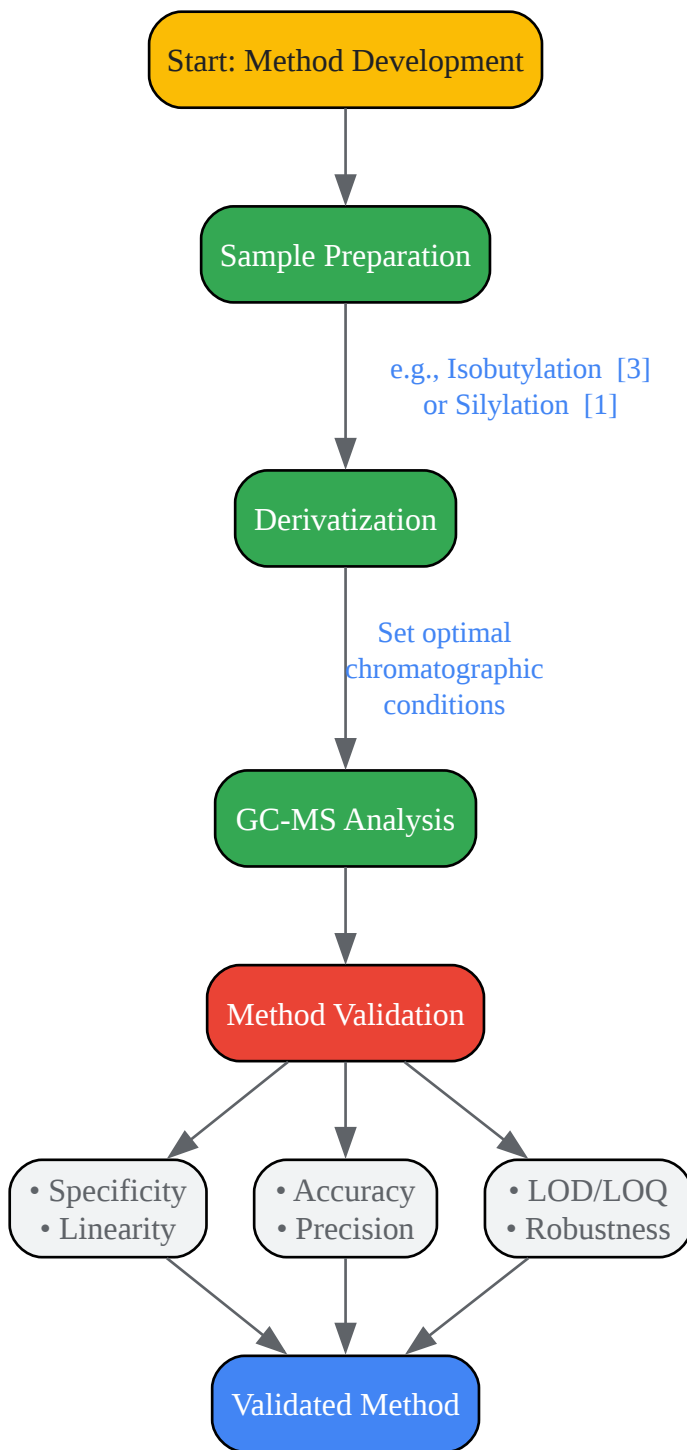 Start: Method Development
Sample Preparation
e.g., Isobutylation [3]
or Silylation [1]
Derivatization
Set optimal
chromatographic
conditions
GC-MS Analysis
Method Validation
• Specificity
• Linearity
• Accuracy
• Precision
• LOD/LOQ
• Robustness
Validated Method